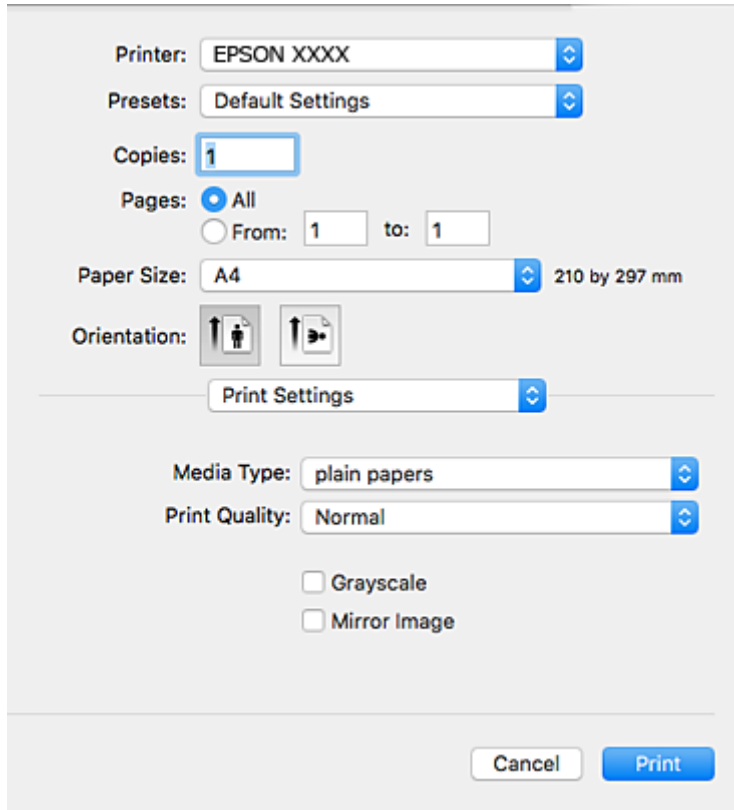 Printer: EPSON XXXX
Presets: Default Settings
Copies: 1
Pages: All
From: 1 to: 1
Paper Size: A4 210 by 297 mm
Orientation:
Print Settings
Media Type: plain papers
Print Quality: Normal
Grayscale
Mirror Image
Cancel Print